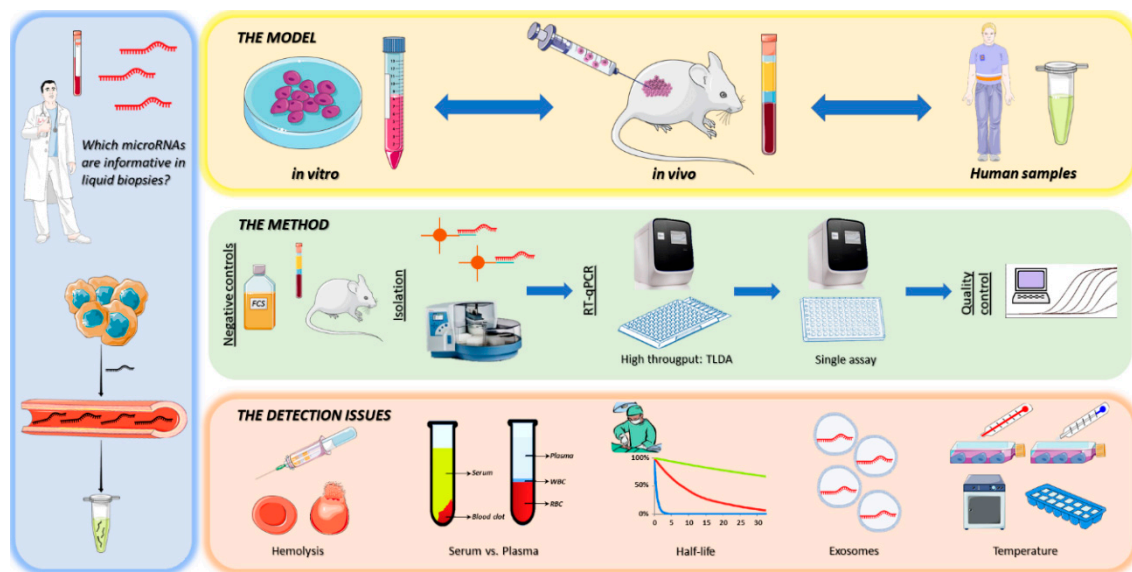 Which microRNAs
are informative in
liquid biopsies?
THE MODEL
in vitro
in vivo
Human samples
THE METHOD
Negative controls
FCS
Isolation
RT-qPCR
High througput: TLDA
Single assay
Quality
control
THE DETECTION ISSUES
Hemolysis
Serum
Blood clot
Plasma
WBC
RBC
Serum vs. Plasma
100%
50%
0%
0 5 10 15 20 25 30
Half-life
Exosomes
Temperature